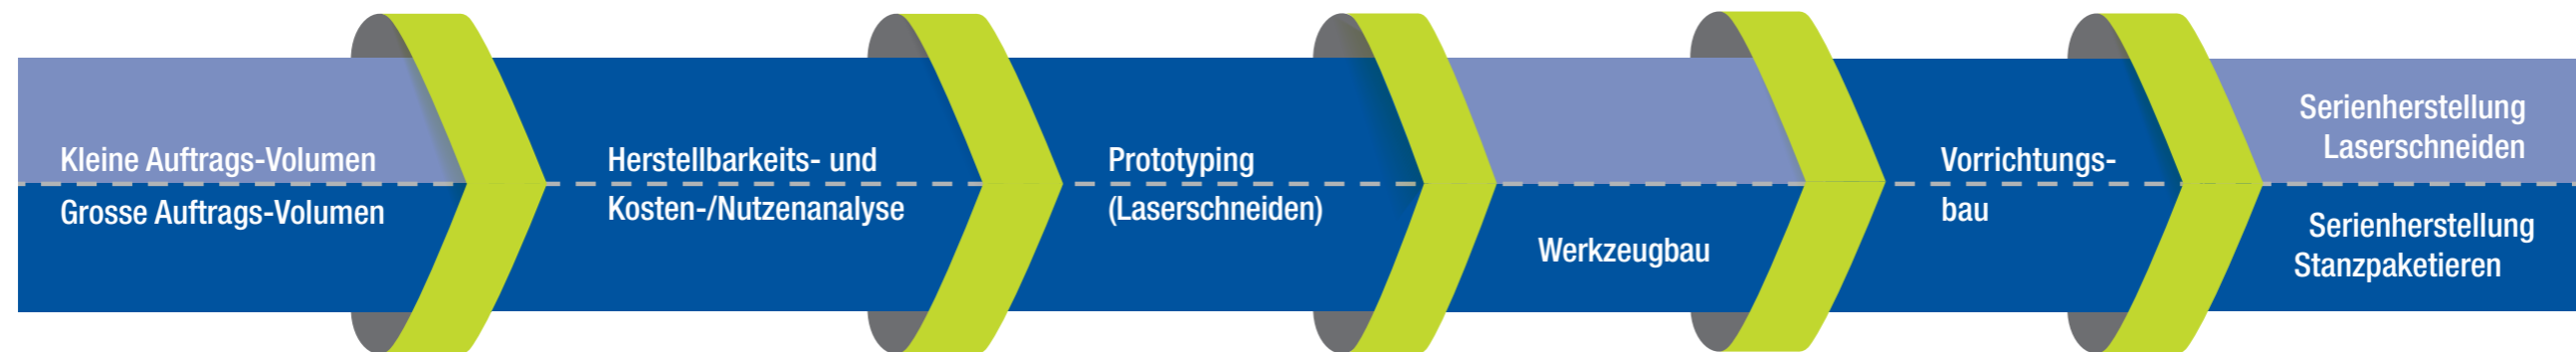 Kleine Auftrags-Volumen
Grosse Auftrags-Volumen
Herstellbarkeits- und
Kosten-/Nutzenanalyse
Prototyping
(Laserschneiden)
Werkzeugbau
Vorrichtungs-
bau
Serienherstellung
Laserschneiden
Serienherstellung
Stanzpaketieren